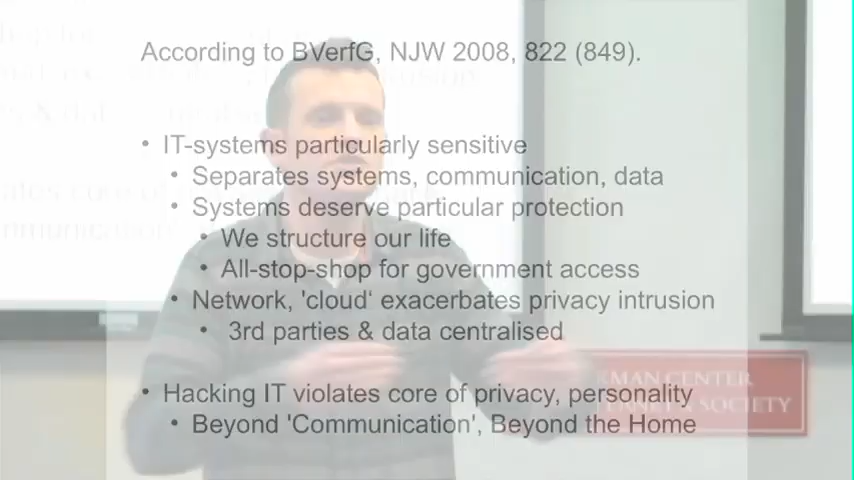 According to BVerfG, NJW 2008, 822 (849).
• IT-systems particularly sensitive
• Separates systems, communication, data
• Systems deserve particular protection
• We structure our life
• All-stop-shop for government access
• Network, 'cloud' exacerbates privacy intrusion
• 3rd parties & data centralised
• Hacking IT violates core of privacy, personality
• Beyond 'Communication', Beyond the Home
CENTER
SOCIETY